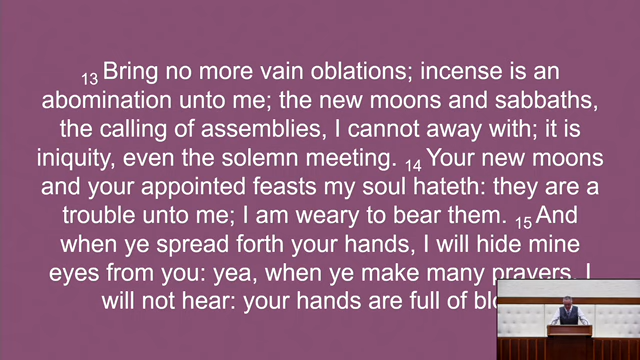 13 Bring no more vain oblations; incense is an
abomination unto me; the new moons and sabbaths,
the calling of assemblies, I cannot away with; it is
iniquity, even the solemn meeting. 14 Your new moons
and your appointed feasts my soul hateth: they are a
trouble unto me; I am weary to bear them. 15 And
when ye spread forth your hands, I will hide mine
eyes from you: yea, when ye make many prayers, I
will not hear: your hands are full of